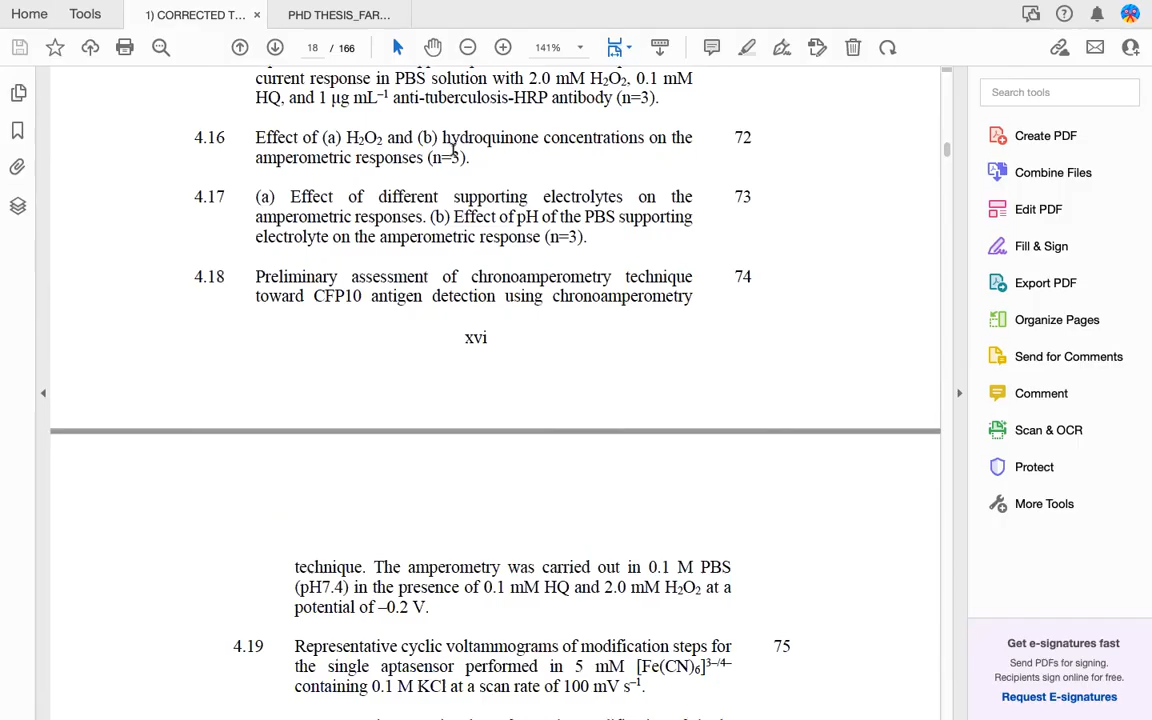 Home
Tools
1) CORRECTED T...
×
PHD THESIS_FAR...
18 / 166
141%
current response in PBS solution with 2.0 mM H₂O₂, 0.1 mM
HQ, and 1 µg mL⁻¹ anti-tuberculosis-HRP antibody (n=3).
4.16 Effect of (a) H₂O₂ and (b) hydroquinone concentrations on the 72
amperometric responses (n=3).
4.17 (a) Effect of different supporting electrolytes on the 73
amperometric responses. (b) Effect of pH of the PBS supporting
electrolyte on the amperometric response (n=3).
4.18 Preliminary assessment of chronoamperometry technique 74
toward CFP10 antigen detection using chronoamperometry
xvi
technique. The amperometry was carried out in 0.1 M PBS
(pH7.4) in the presence of 0.1 mM HQ and 2.0 mM H₂O₂ at a
potential of –0.2 V.
4.19 Representative cyclic voltammograms of modification steps for 75
the single aptasensor performed in 5 mM [Fe(CN)₆]³⁻/⁴⁻
containing 0.1 M KCl at a scan rate of 100 mV s⁻¹.
Search tools
Create PDF
Combine Files
Edit PDF
Fill & Sign
Export PDF
Organize Pages
Send for Comments
Comment
Scan & OCR
Protect
More Tools
Get e-signatures fast
Send PDFs for signing.
Recipients sign online for free.
Request E-signatures